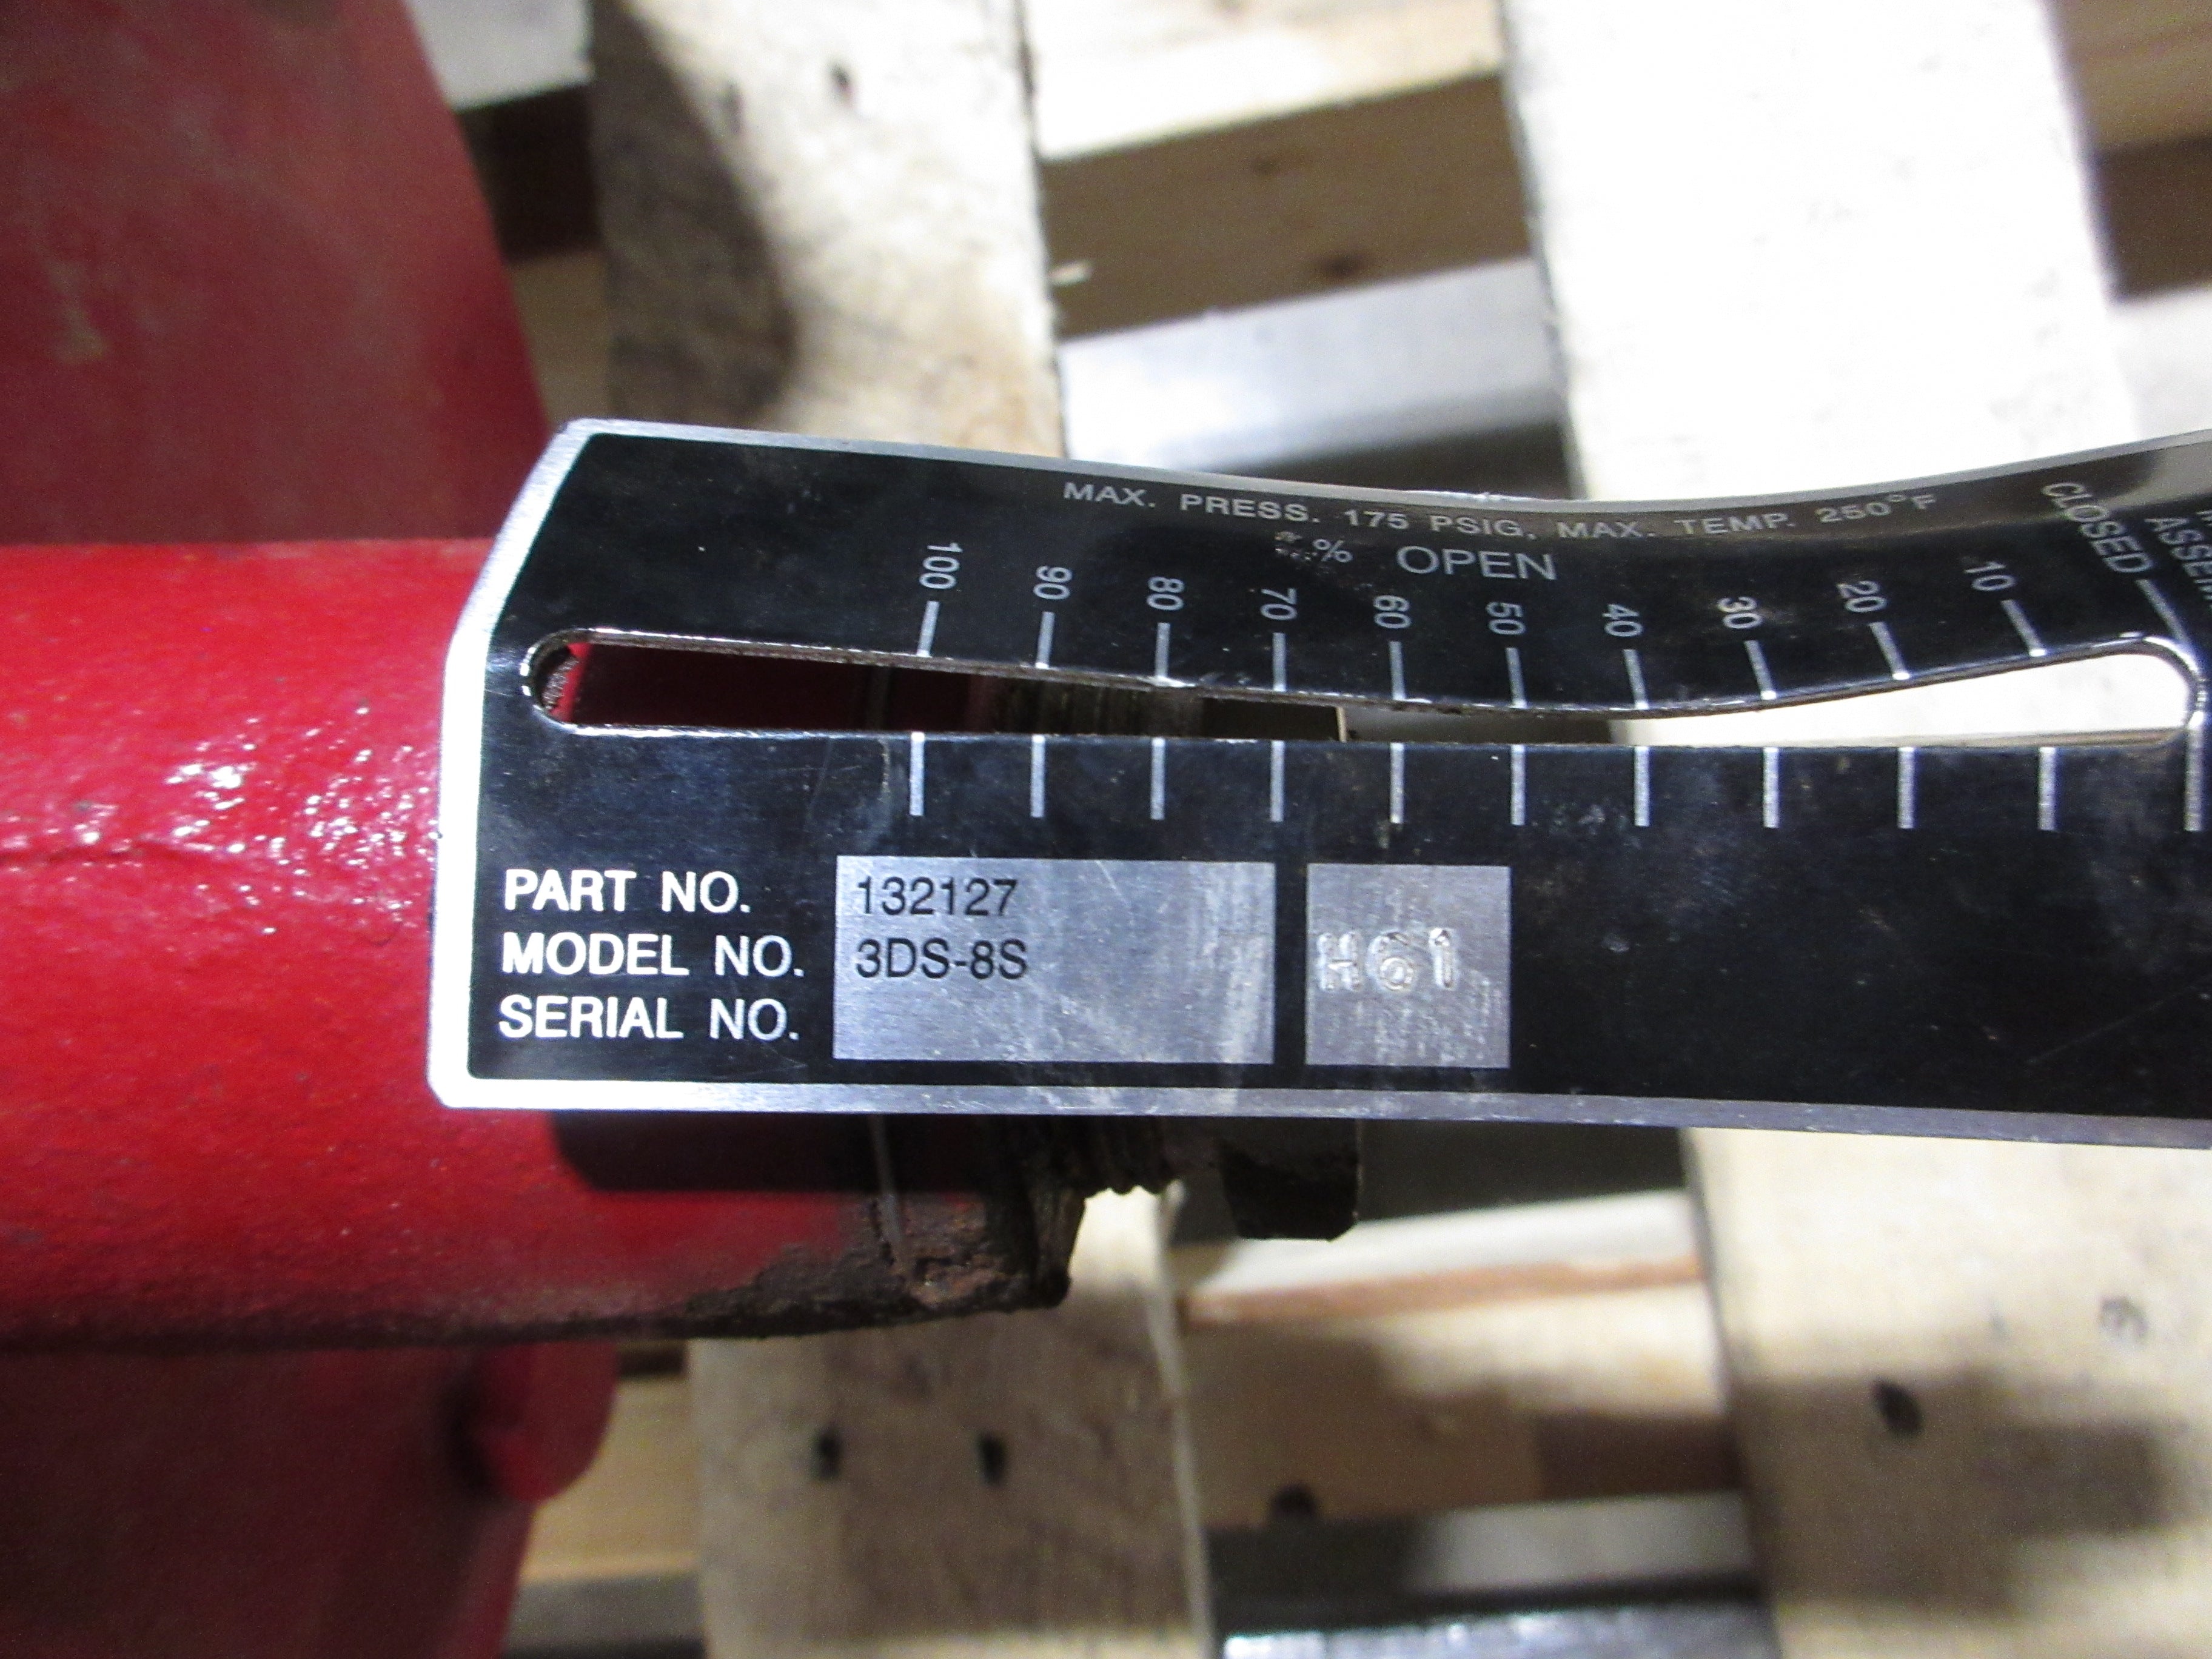 MAX. PRESS. 175 PSIG, MAX. TEMP. 250°F
% OPEN
100 90 80 70 60 50 40 30 20 10 CLOSED
PART NO. 132127
MODEL NO. 3DS-8S H61
SERIAL NO.